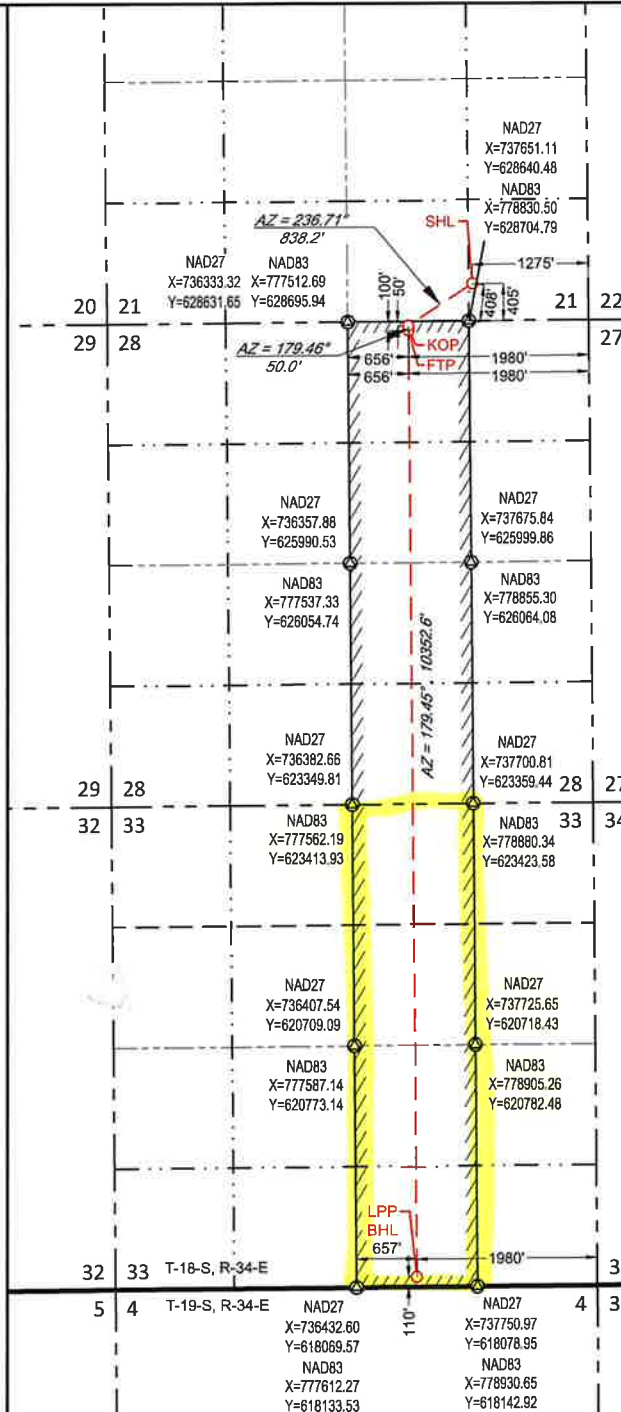 NAD27
X=737651.11
Y=628640.48
NAD83
X=778830.50
Y=628704.79
SHL
AZ = 236.71°
838.2'
1275'
NAD27
X=736333.32
Y=628631.65
NAD83
X=777512.69
Y=628695.94
100'
50'
408'
405'
20 21
29 28
21 22
27
AZ = 179.46°
50.0'
KOP
FTP
656'
1980'
656'
1980'
NAD27
X=736357.88
Y=625990.53
NAD83
X=777537.33
Y=626054.74
NAD27
X=737675.84
Y=625999.86
NAD83
X=778855.30
Y=626064.08
AZ = 179.45°, 10352.6'
NAD27
X=736382.66
Y=623349.81
NAD27
X=737700.81
Y=623359.44
29 28
32 33
28 27
33 34
NAD83
X=777562.19
Y=623413.93
NAD83
X=778880.34
Y=623423.58
NAD27
X=736407.54
Y=620709.09
NAD83
X=777587.14
Y=620773.14
NAD27
X=737725.65
Y=620718.43
NAD83
X=778905.26
Y=620782.48
LPP
BHL
657'
1980'
32 33 T-18-S, R-34-E
5 4 T-19-S, R-34-E
3
4 3
110'
NAD27
X=736432.60
Y=618069.57
NAD83
X=777612.27
Y=618133.53
NAD27
X=737750.97
Y=618078.95
NAD83
X=778930.65
Y=618142.92